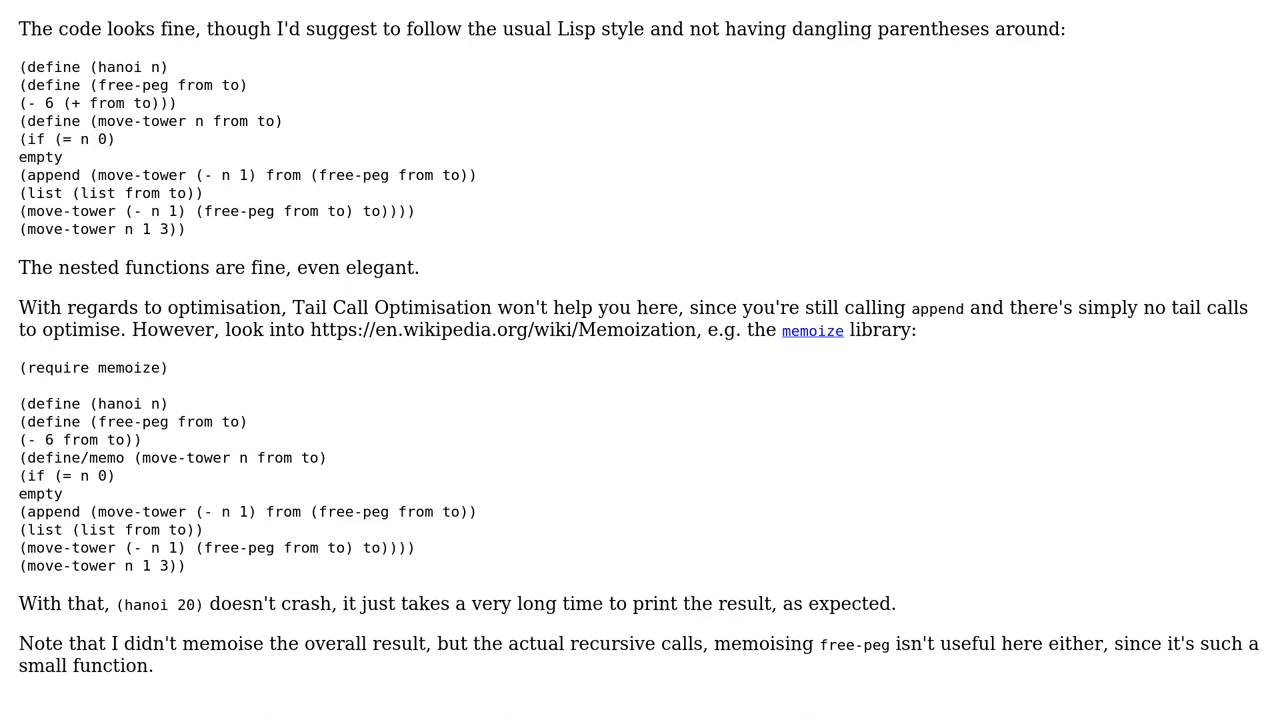 The code looks fine, though I'd suggest to follow the usual Lisp style and not having dangling parentheses around:
(define (hanoi n)
(define (free-peg from to)
(- 6 (+ from to)))
(define (move-tower n from to)
(if (= n 0)
empty
(append (move-tower (- n 1) from (free-peg from to))
(list (list from to))
(move-tower (- n 1) (free-peg from to) to))))
(move-tower n 1 3))
The nested functions are fine, even elegant.
With regards to optimisation, Tail Call Optimisation won't help you here, since you're still calling append and there's simply no tail calls
to optimise. However, look into https://en.wikipedia.org/wiki/Memoization, e.g. the memoize library:
(require memoize)
(define (hanoi n)
(define (free-peg from to)
(- 6 from to))
(define/memo (move-tower n from to)
(if (= n 0)
empty
(append (move-tower (- n 1) from (free-peg from to))
(list (list from to))
(move-tower (- n 1) (free-peg from to) to))))
(move-tower n 1 3))
With that, (hanoi 20) doesn't crash, it just takes a very long time to print the result, as expected.
Note that I didn't memoise the overall result, but the actual recursive calls, memoising free-peg isn't useful here either, since it's such a
small function.